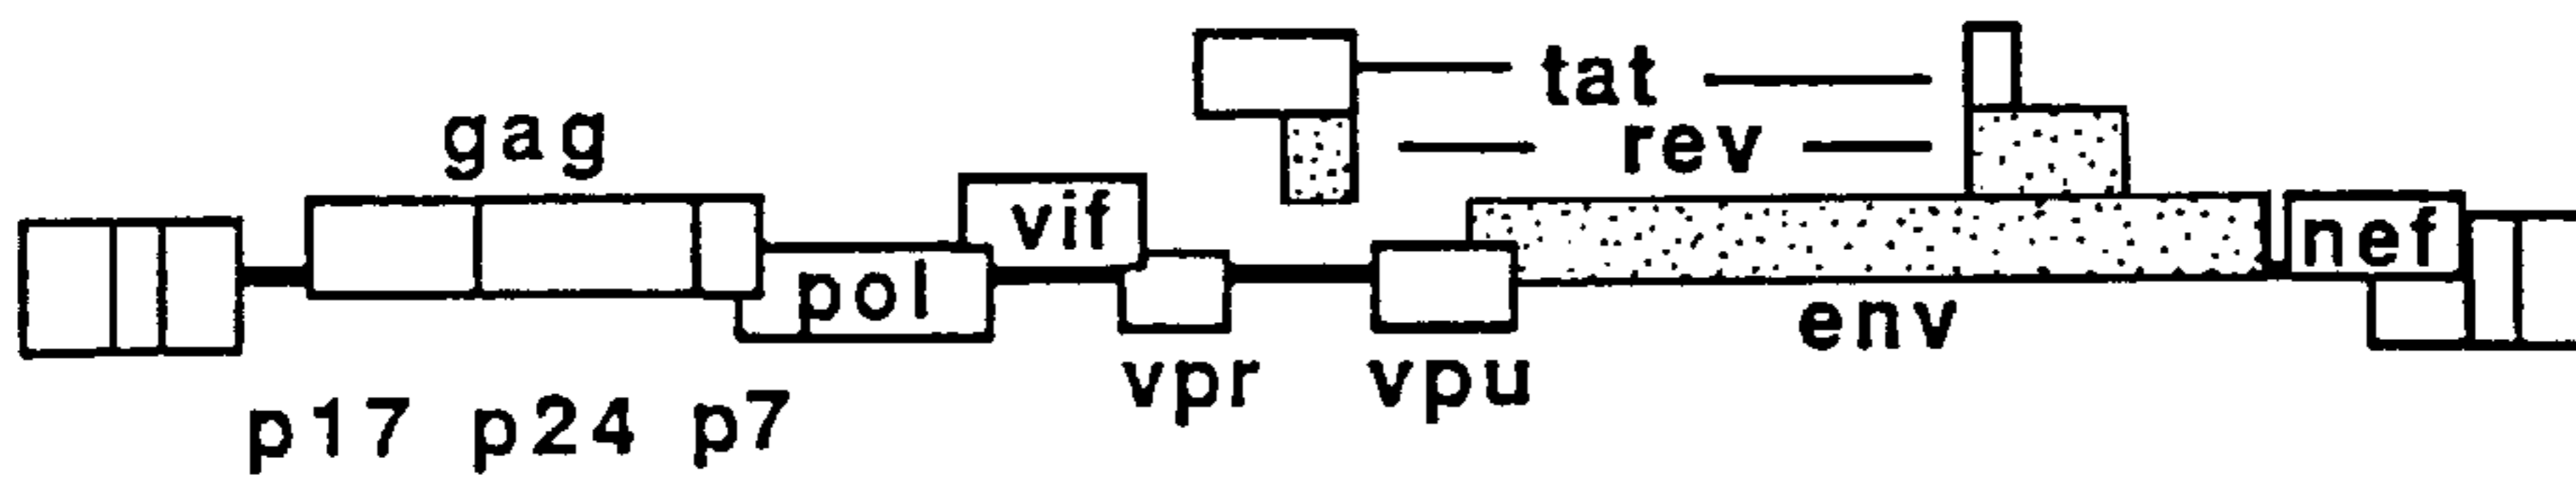 tat
rev
gag
vif
nef
pol
env
vpr vpu
p17 p24 p7